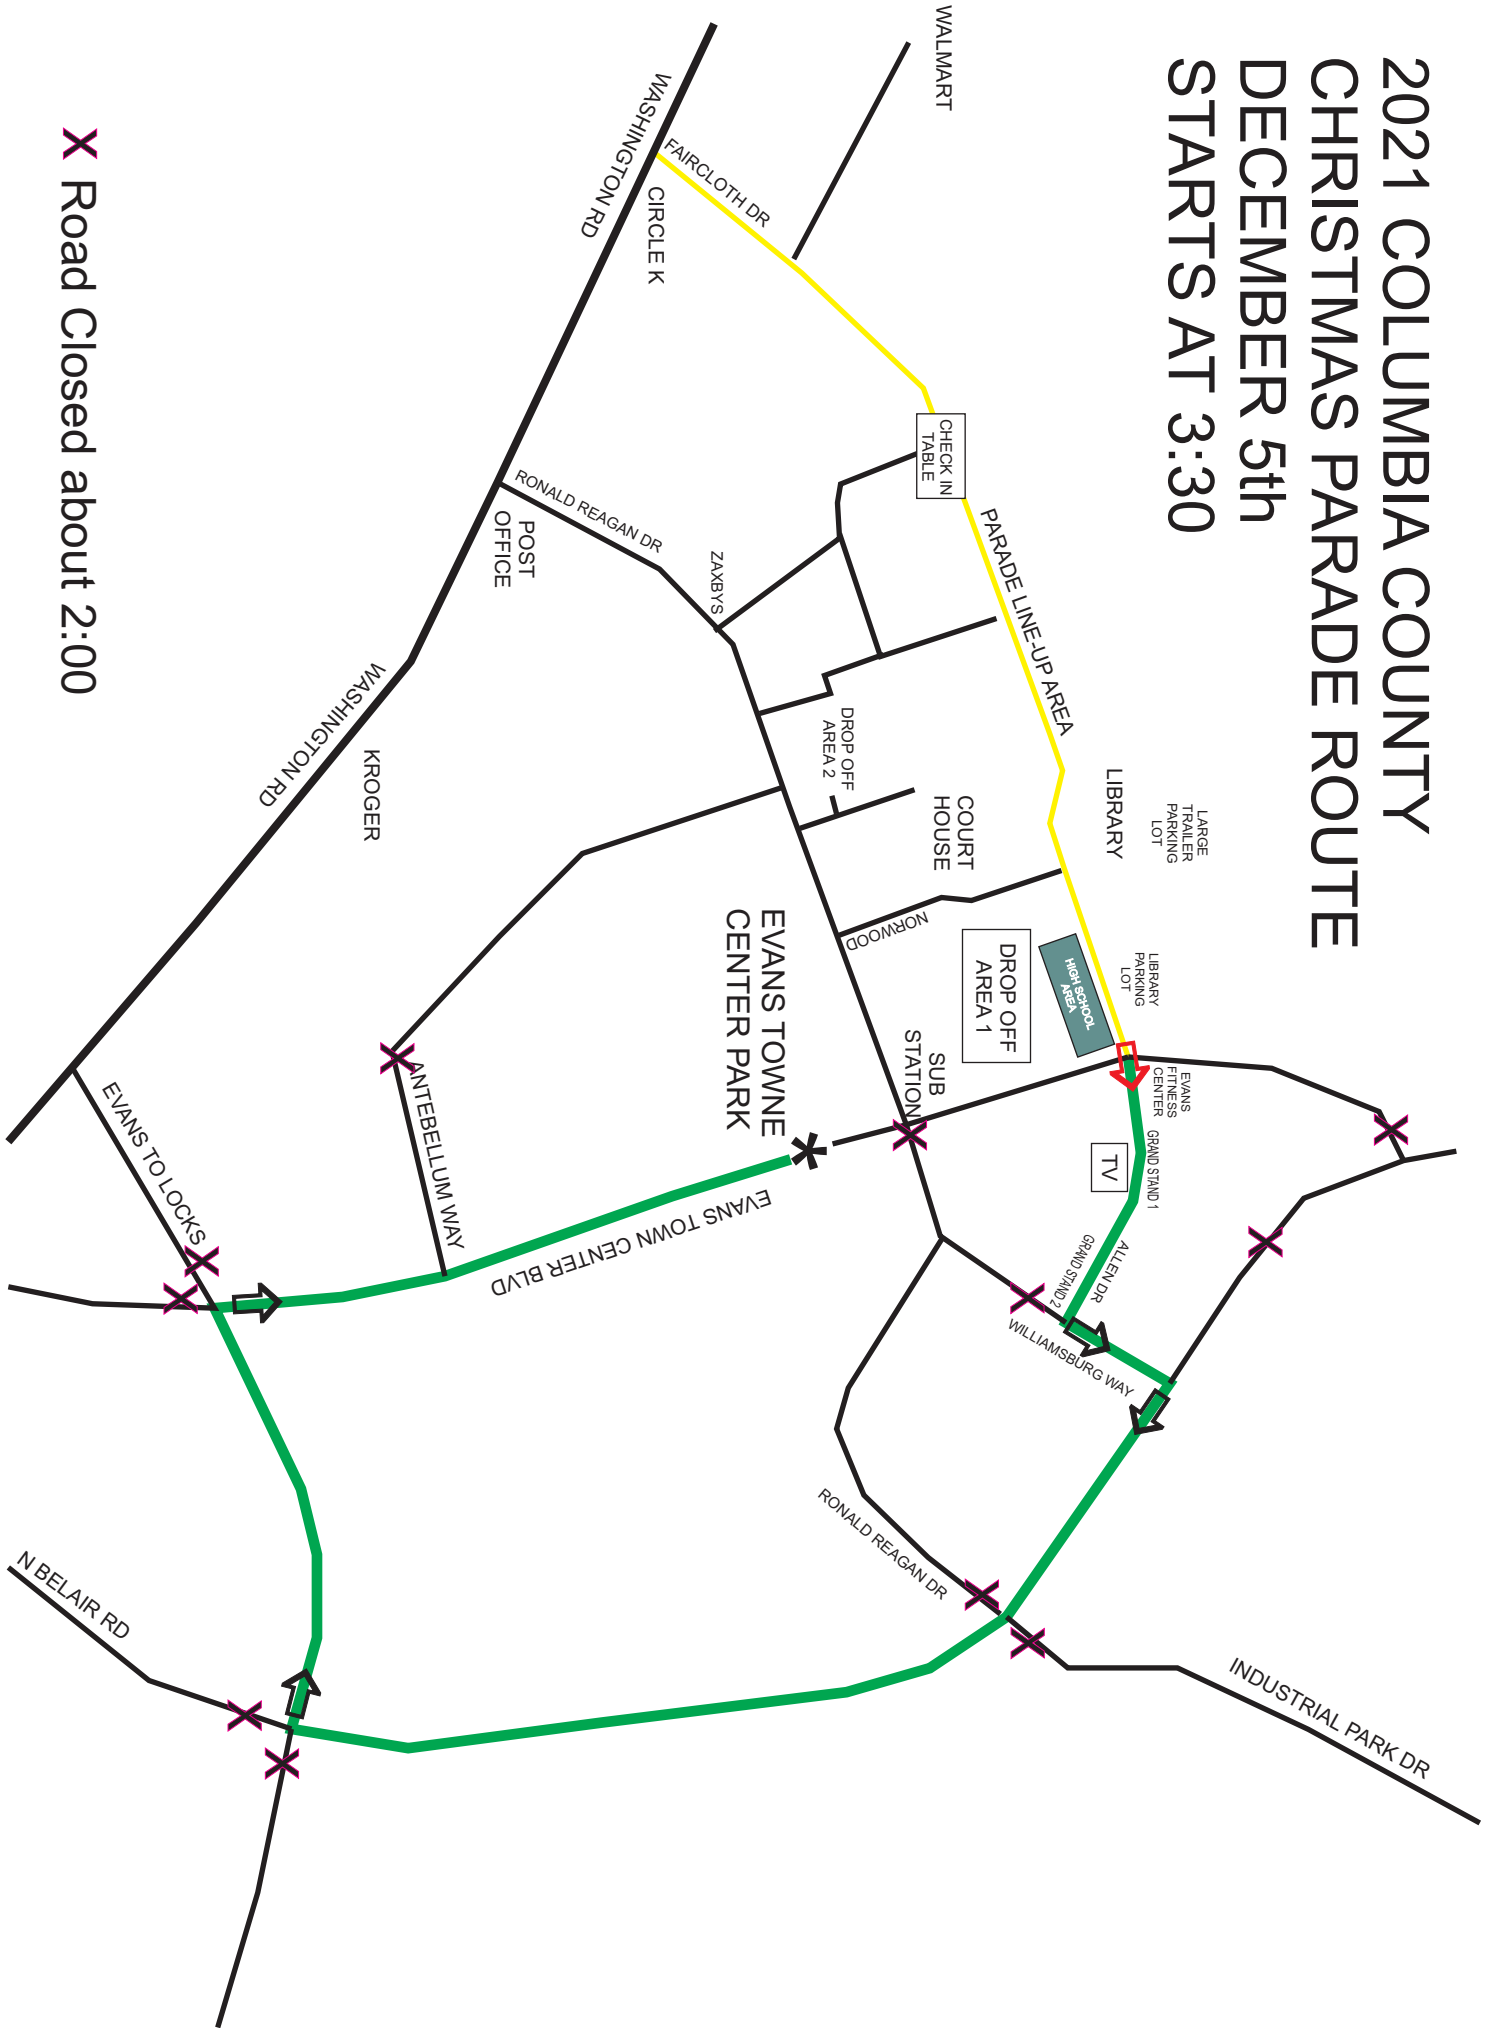 2021 COLUMBIA COUNTY
CHRISTMAS PARADE ROUTE
DECEMBER 5th
STARTS AT 3:30
WALMART
FAIRCLOTH DR
WASHINGTON RD
CIRCLE K
CHECK IN
TABLE
PARADE LINE-UP AREA
RONALD REAGAN DR
POST
OFFICE
ZAXBYS
DROP OFF
AREA 2
COURT
HOUSE
LIBRARY
LARGE
TRAILER
PARKING
LOT
LIBRARY
PARKING
LOT
HIGH SCHOOL
AREA
DROP OFF
AREA 1
NORWOOD
SUB
STATION
EVANS
FITNESS
CENTER
GRAND STAND 1
TV
ALLEN DR
GRAND STAND 2
WILLIAMSBURG WAY
WASHINGTON RD
KROGER
EVANS TOWNE
CENTER PARK
*
EVANS TOWN CENTER BLVD
ANTEBELLUM WAY
EVANS TO LOCKS
RONALD REAGAN DR
INDUSTRIAL PARK DR
N BELAIR RD
X Road Closed about 2:00